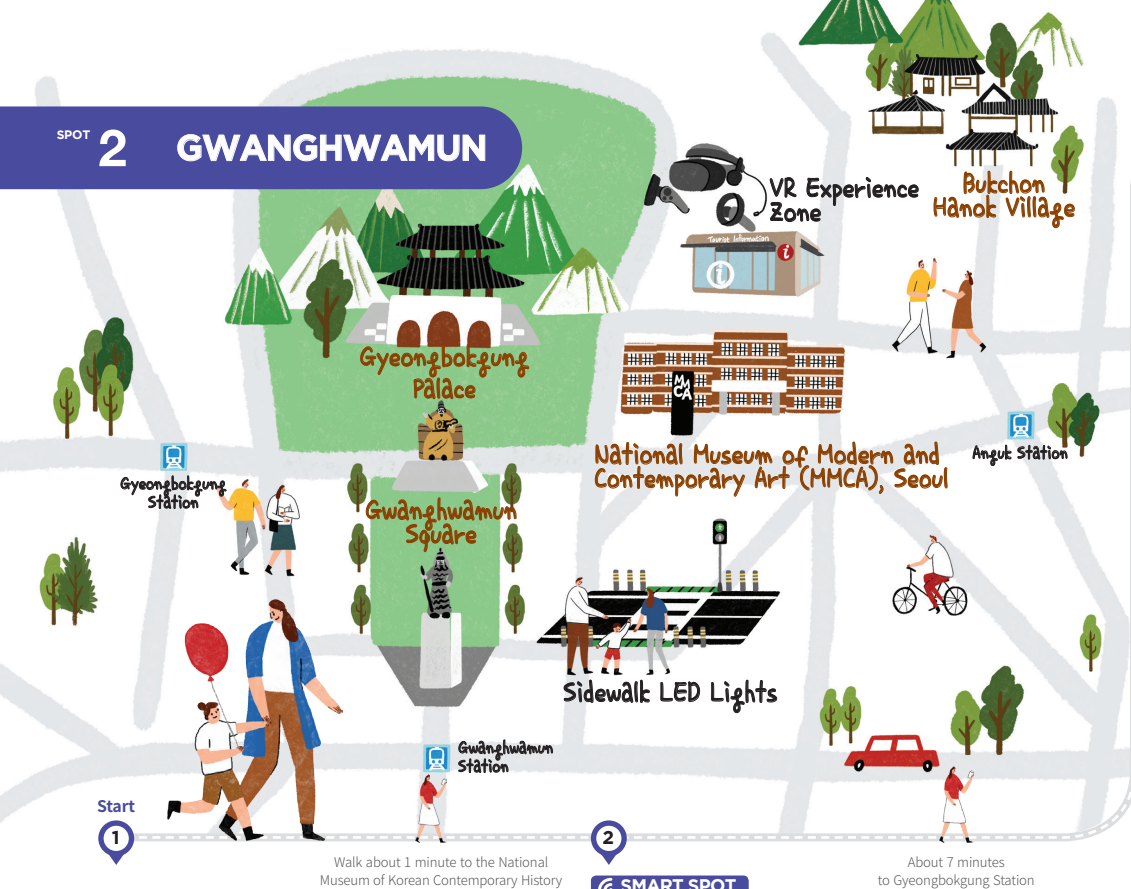 SPOT 2 GWANGHWAMUN
VR Experience
Zone
Tourist Information
i
i
Bukchon
Hanok Village
Gyeongbokgung
Palace
MMCA
National Museum of Modern and
Contemporary Art (MMCA), Seoul
Anguk Station
Gyeongbokgung
Station
Gwanghwamun
Square
Sidewalk LED Lights
Gwanghwamun
Station
Start
1
2
Walk about 1 minute to the National
Museum of Korean Contemporary History
SMART SPOT
About 7 minutes
to Gyeongbokgung Station